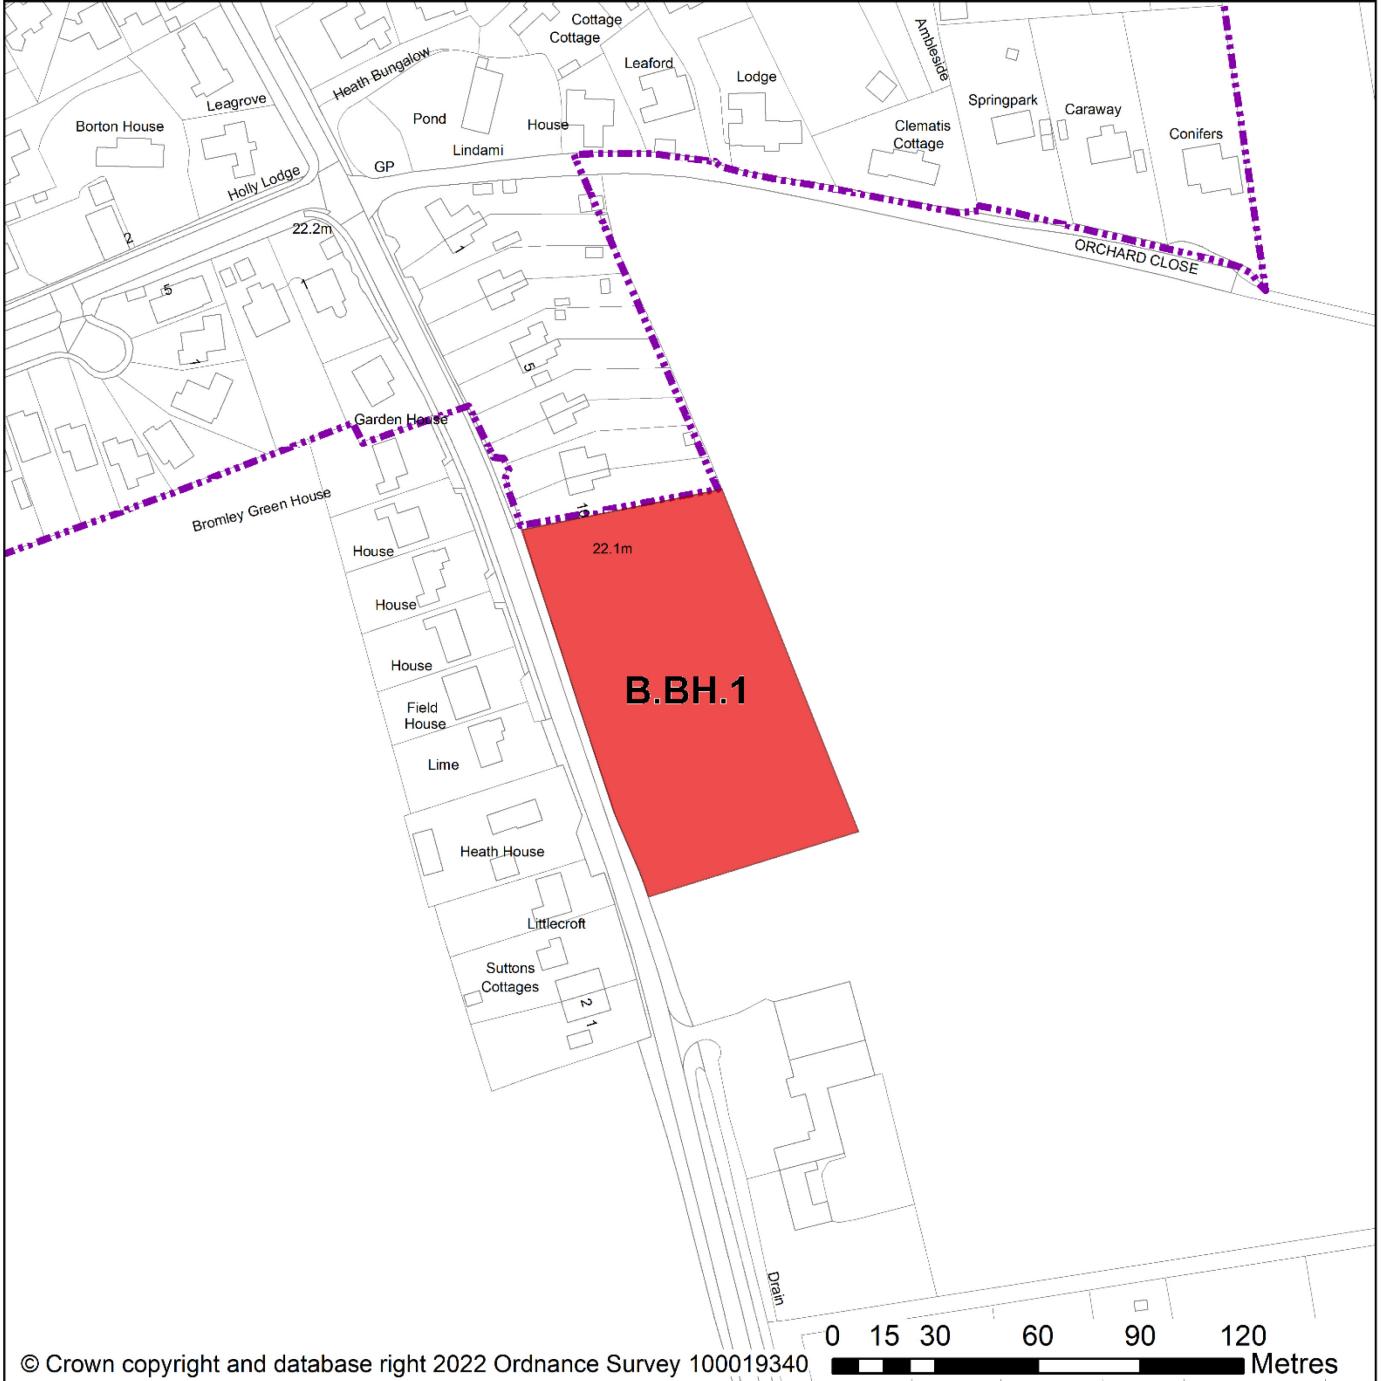 Cottage
Cottage
Ambleside
Heath Bungalow
Leaford
Lodge
Leagrove
Springpark
Caraway
Pond
Borton House
House
Clematis
Cottage
Conifers
Lindami
GP
Holly Lodge
22.2m
2
1
ORCHARD CLOSE
5
1
1
5
Garden House
Bromley Green House
House
22.1m
House
House
B.BH.1
Field
House
Lime
Heath House
Littlecroft
Suttons
Cottages
2
1
Drain
0 15 30 60 90 120
Metres
© Crown copyright and database right 2022 Ordnance Survey 100019340